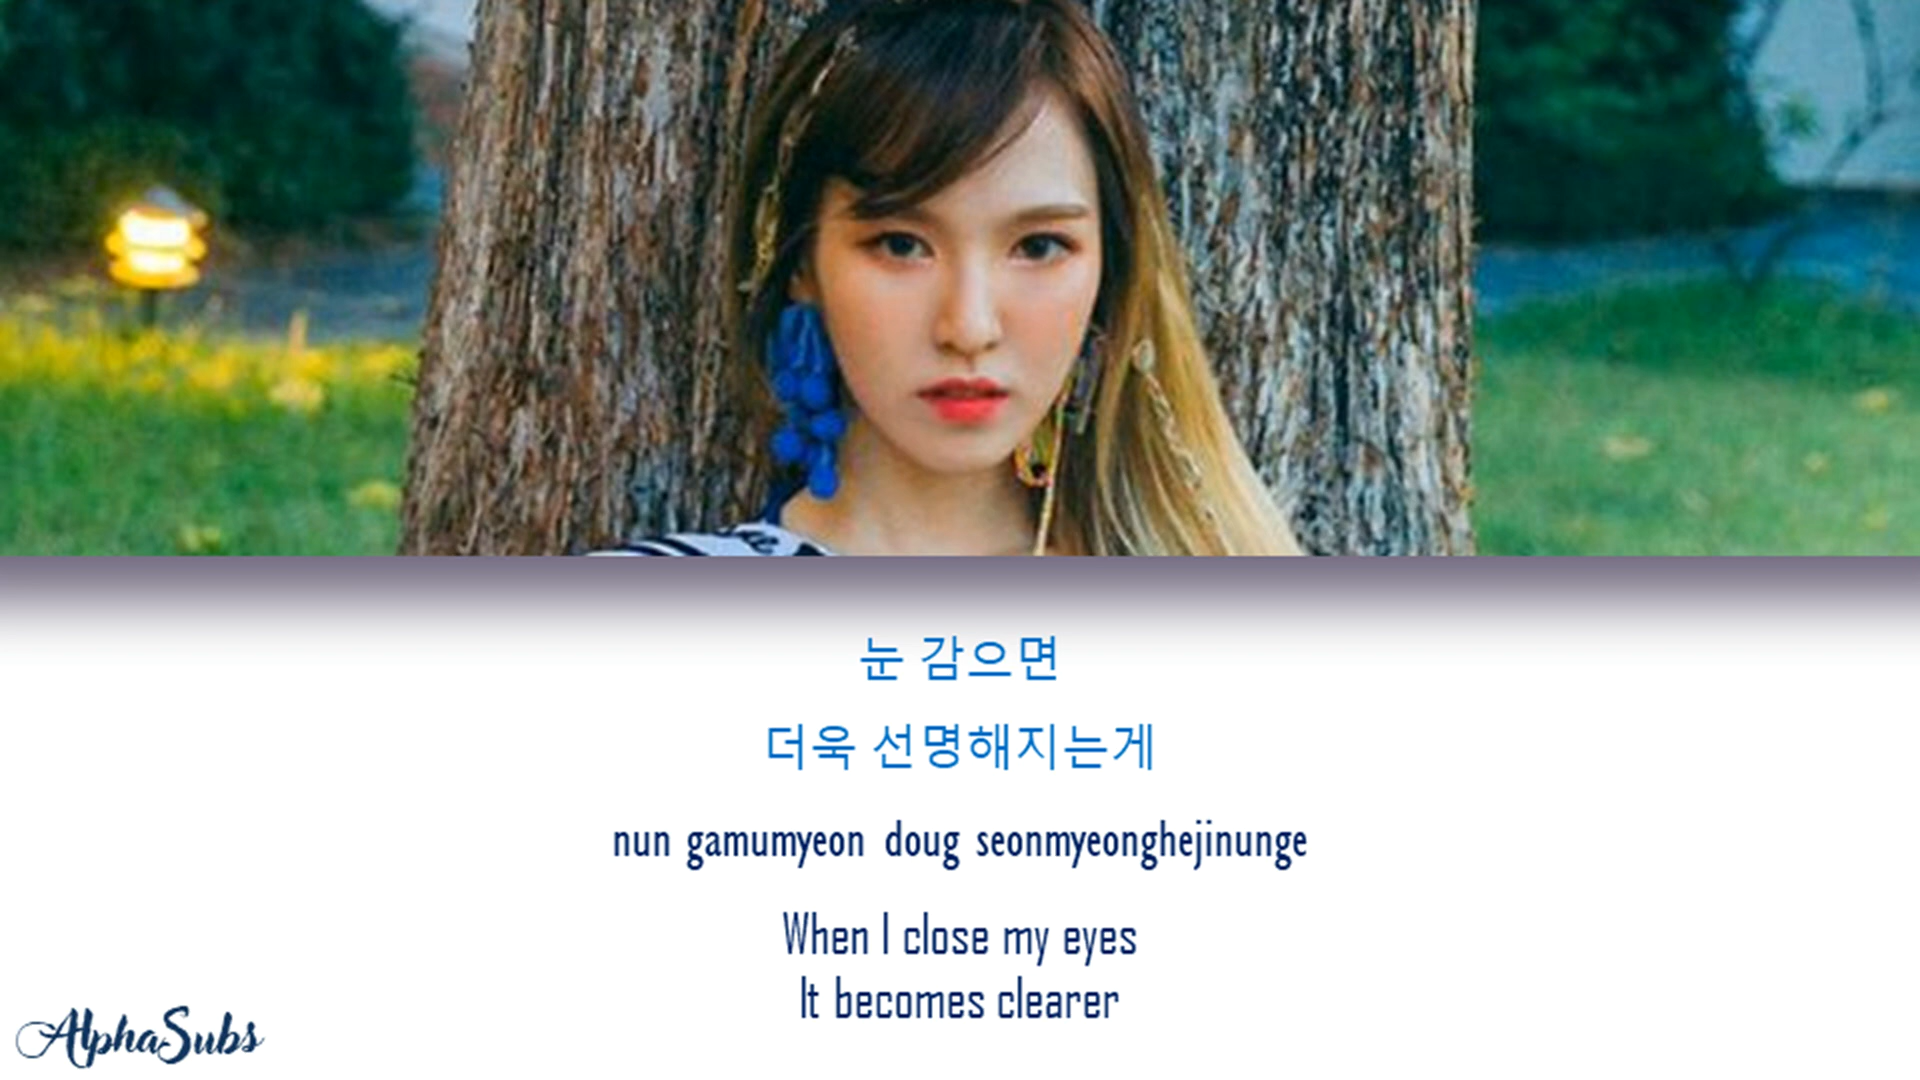 눈 감으면
더욱 선명해지는게
nun gamumyeon doug seonmyeonghejinunge
When I close my eyes
It becomes clearer
AlphaSubs